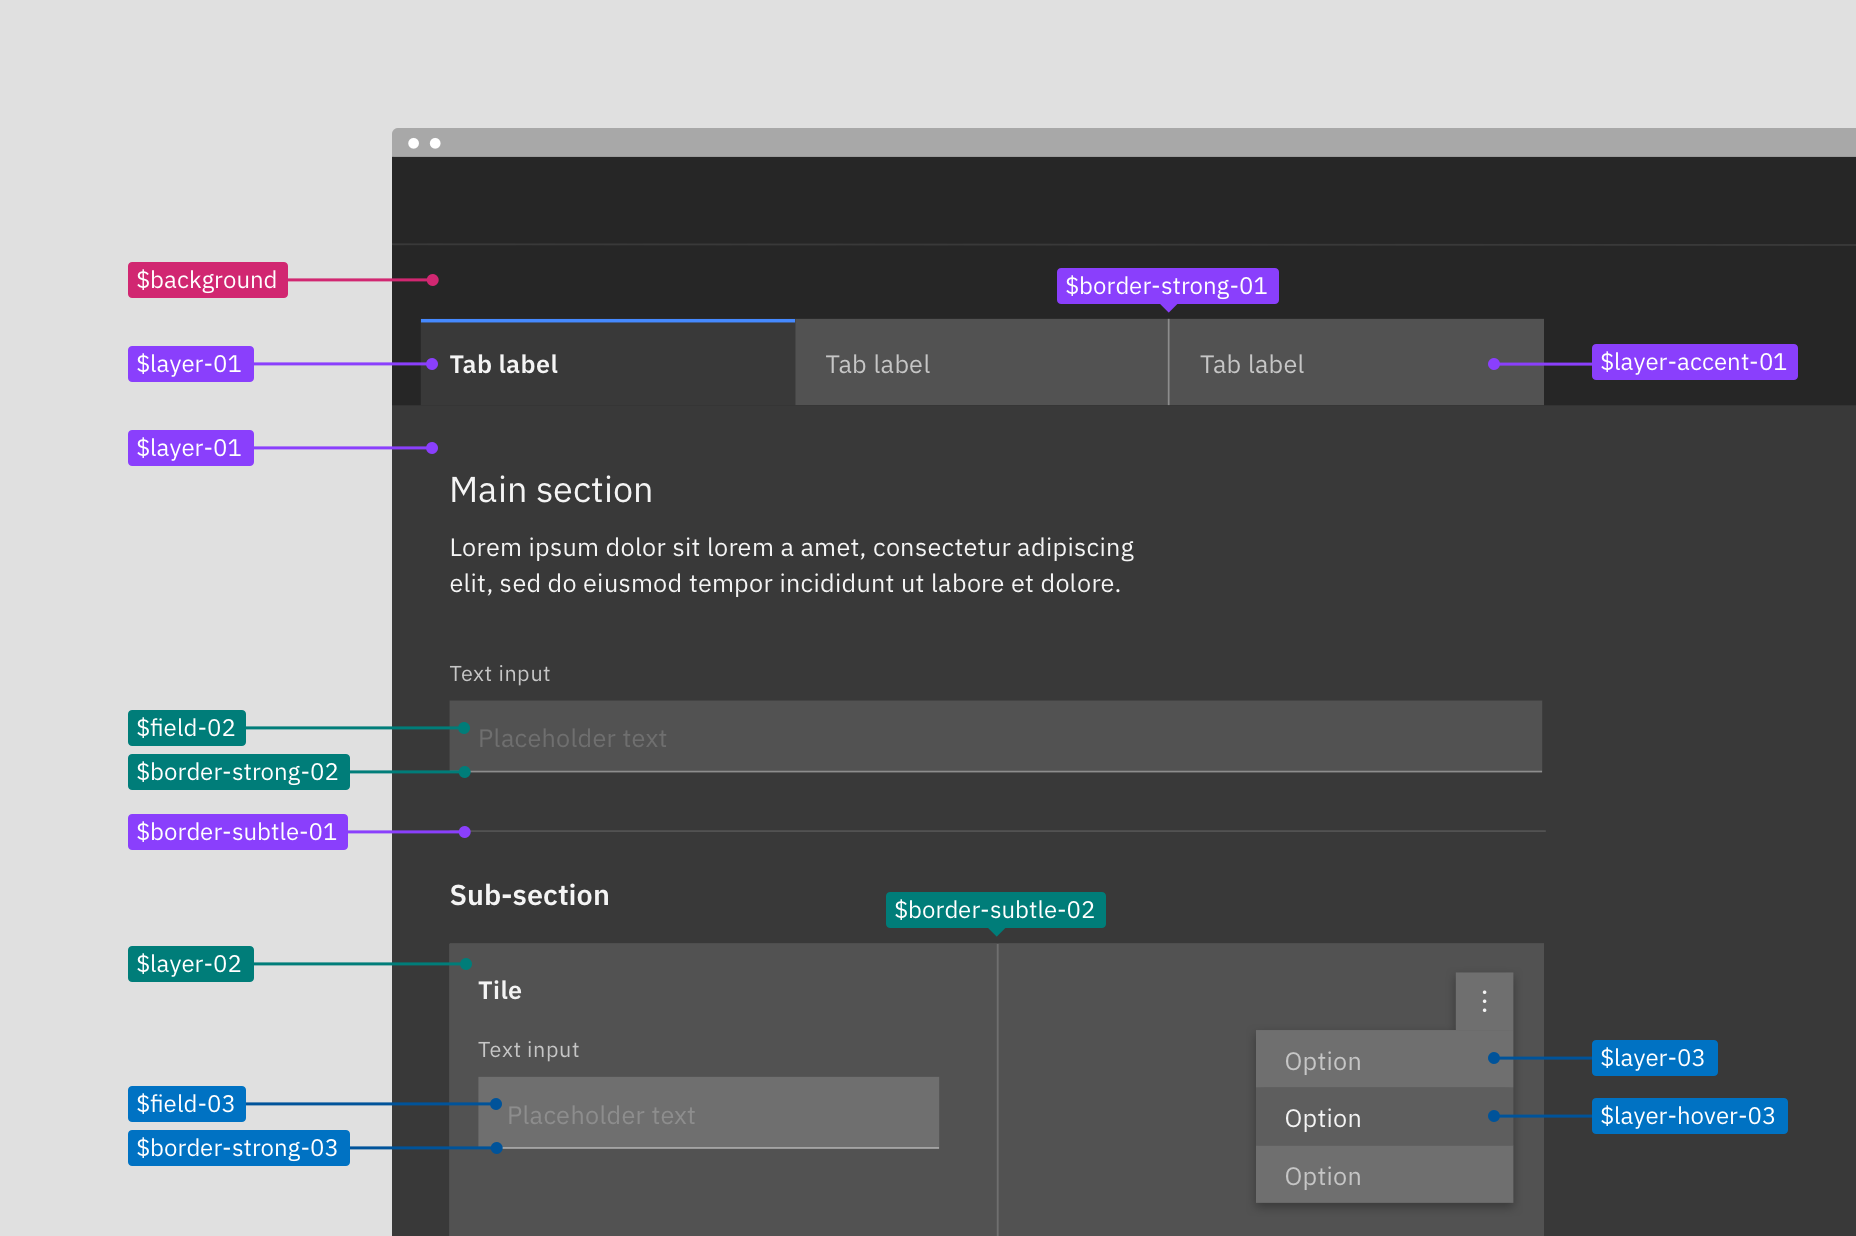 $background
$border-strong-01
$layer-01
Tab label
Tab label
Tab label
$layer-accent-01
$layer-01
Main section
Lorem ipsum dolor sit lorem a amet, consectetur adipiscing
elit, sed do eiusmod tempor incididunt ut labore et dolore.
Text input
$field-02
Placeholder text
$border-strong-02
$border-subtle-01
Sub-section
$border-subtle-02
$layer-02
Tile
Text input
Option
$layer-03
$field-03
Placeholder text
Option
$layer-hover-03
$border-strong-03
Option